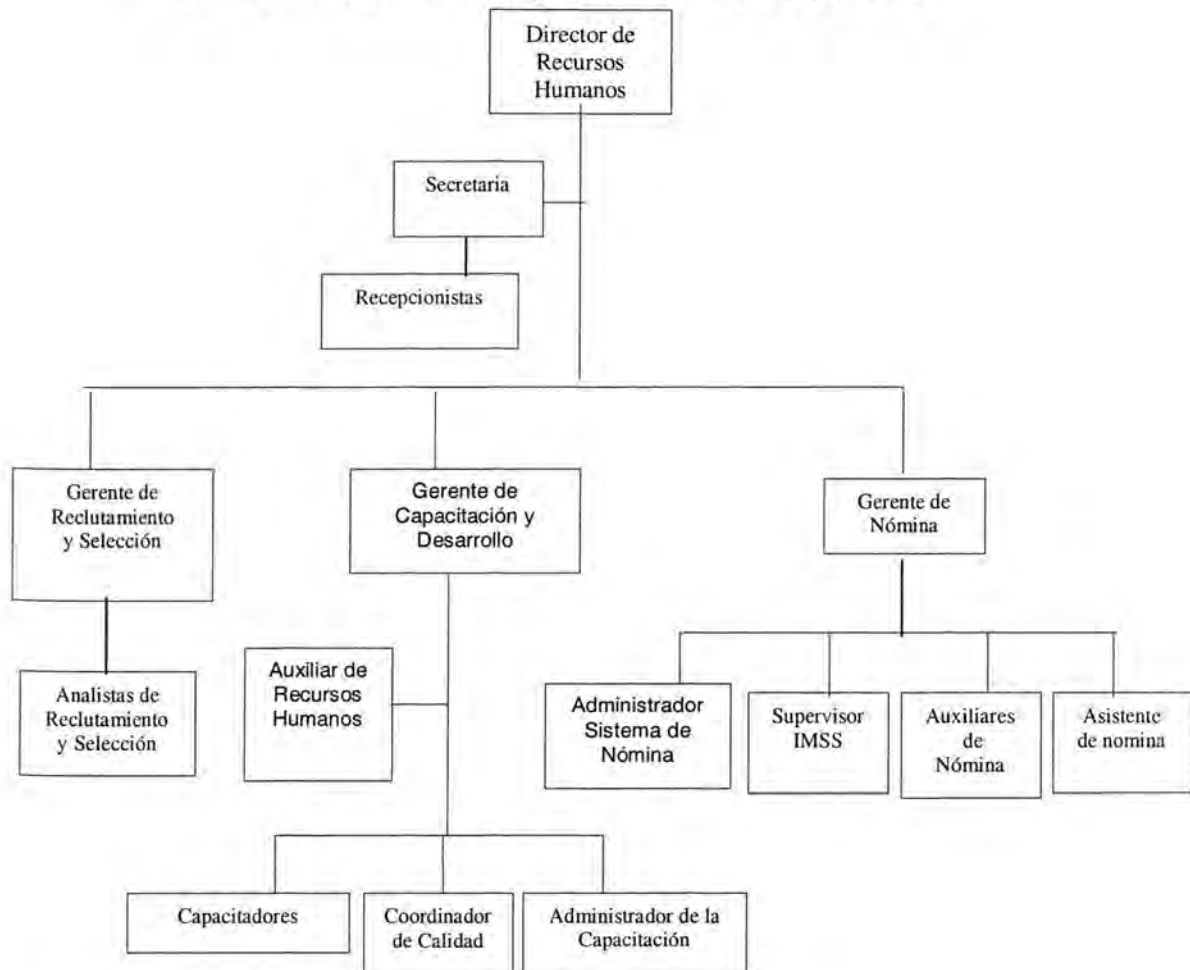 Director de
Recursos
Humanos
Secretaria
Recepcionistas
Gerente de
Reclutamiento
y Selección
Gerente de
Capacitación y
Desarrollo
Gerente de
Nómina
Analistas de
Reclutamiento
y Selección
Auxiliar de
Recursos
Humanos
Administrador
Sistema de
Nómina
Supervisor
IMSS
Auxiliares
de
Nómina
Asistente
de nomina
Capacitadores
Coordinador
de Calidad
Administrador de la
Capacitación